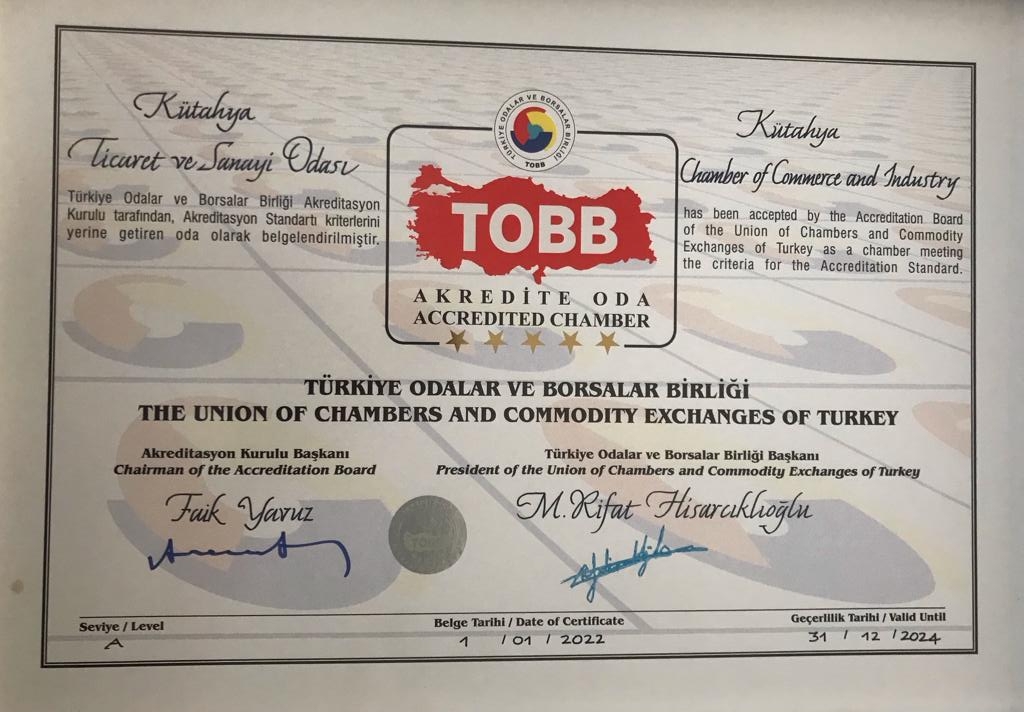 Kütahya
Ticaret ve Sanayi Odası
Türkiye Odalar ve Borsalar Birliği Akreditasyon
Kurulu tarafından, Akreditasyon Standartı kriterlerini
yerine getiren oda olarak belgelendirilmiştir.
TÜRKİYE ODALAR VE BORSALAR BİRLİĞİ
TOBB
TOBB
AKREDİTE ODA
ACCREDITED CHAMBER
Kütahya
Chamber of Commerce and Industry
has been accepted by the Accreditation Board
of the Union of Chambers and Commodity
Exchanges of Turkey as a chamber meeting
the criteria for the Accreditation Standard.
TÜRKİYE ODALAR VE BORSALAR BİRLİĞİ
THE UNION OF CHAMBERS AND COMMODITY EXCHANGES OF TURKEY
Akreditasyon Kurulu Başkanı
Chairman of the Accreditation Board
Faik Yavuz
Türkiye Odalar ve Borsalar Birliği Başkanı
President of the Union of Chambers and Commodity Exchanges of Turkey
M. Rifat Hisarcıklıoğlu
TOBB
Seviye / Level
A
Belge Tarihi / Date of Certificate
1 / 01 / 2022
Geçerlilik Tarihi / Valid Until
31 / 12 / 2024